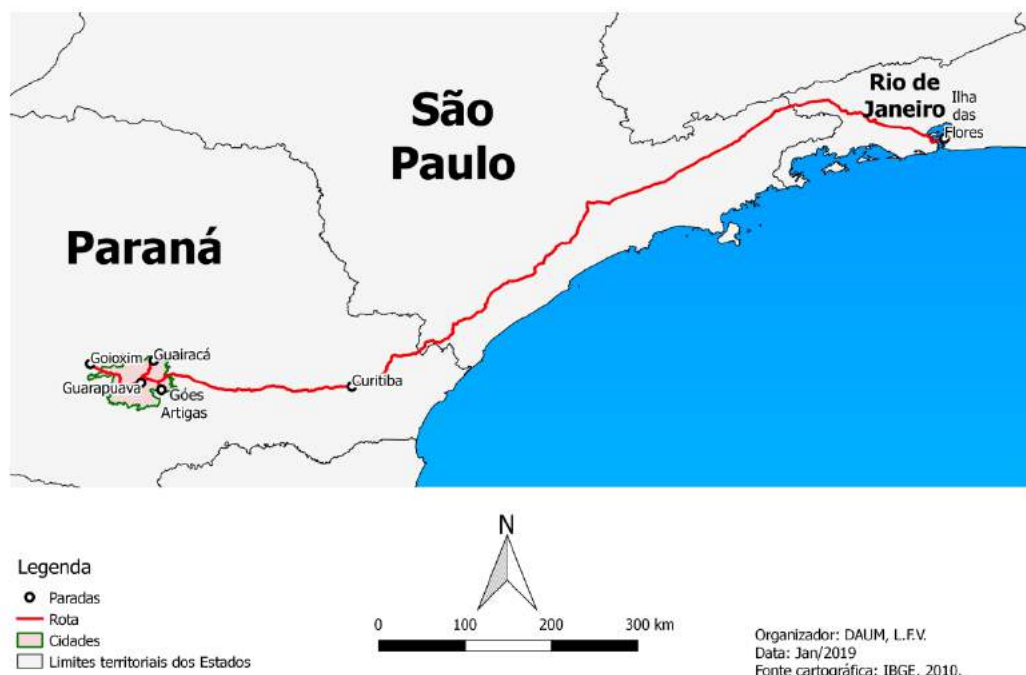 São
Paulo
Rio de
Janeiro
Ilha
das
Flores
Paraná
Goioxim
Guairacá
Guarapuava
Góes
Artigas
Curitiba
N
Legenda
Paradas
Rota
Cidades
Limites territoriais dos Estados
0 100 200 300 km
Organizador: DAUM, L.F.V.
Data: Jan/2019
Fonte cartográfica: IBGE, 2010.